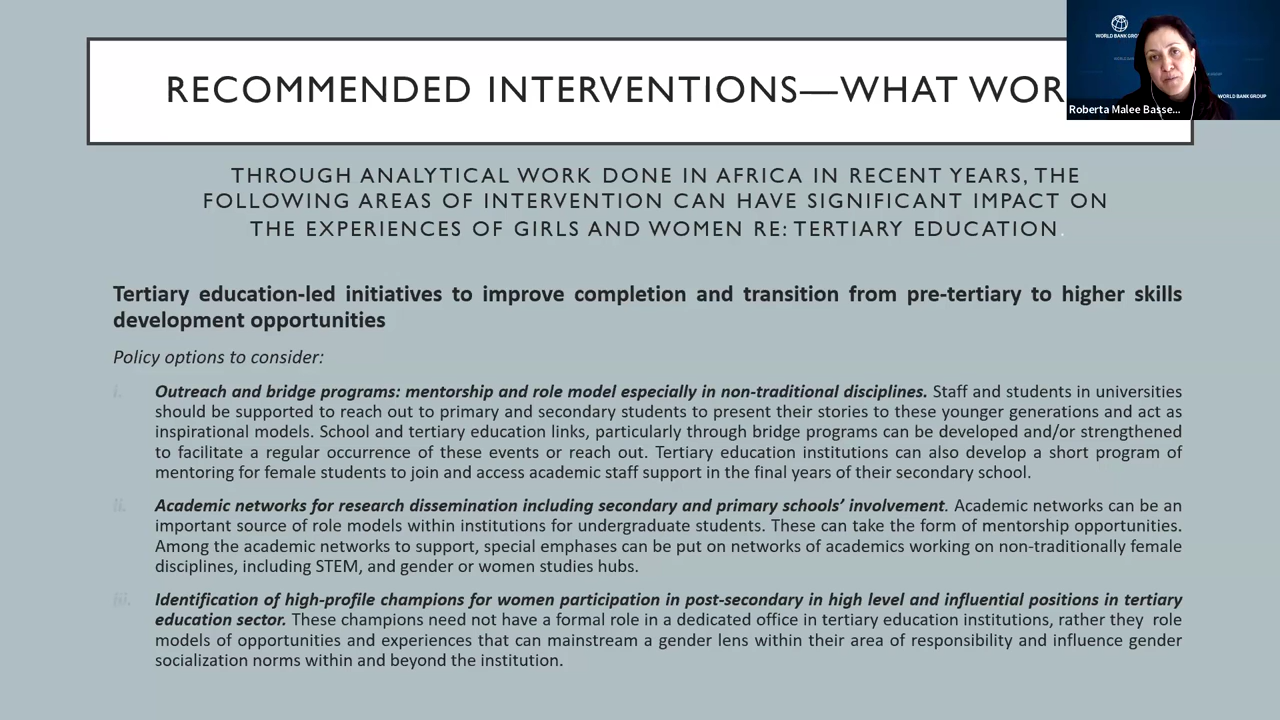 RECOMMENDED INTERVENTIONS—WHAT WOR
WORLD BANK GROUP
WORLD BANK GROUP
Roberta Malee Basse...
THROUGH ANALYTICAL WORK DONE IN AFRICA IN RECENT YEARS, THE
FOLLOWING AREAS OF INTERVENTION CAN HAVE SIGNIFICANT IMPACT ON
THE EXPERIENCES OF GIRLS AND WOMEN RE: TERTIARY EDUCATION.
Tertiary education-led initiatives to improve completion and transition from pre-tertiary to higher skills
development opportunities
Policy options to consider:
i. Outreach and bridge programs: mentorship and role model especially in non-traditional disciplines. Staff and students in universities
should be supported to reach out to primary and secondary students to present their stories to these younger generations and act as
inspirational models. School and tertiary education links, particularly through bridge programs can be developed and/or strengthened
to facilitate a regular occurrence of these events or reach out. Tertiary education institutions can also develop a short program of
mentoring for female students to join and access academic staff support in the final years of their secondary school.
ii. Academic networks for research dissemination including secondary and primary schools’ involvement. Academic networks can be an
important source of role models within institutions for undergraduate students. These can take the form of mentorship opportunities.
Among the academic networks to support, special emphases can be put on networks of academics working on non-traditionally female
disciplines, including STEM, and gender or women studies hubs.
iii. Identification of high-profile champions for women participation in post-secondary in high level and influential positions in tertiary
education sector. These champions need not have a formal role in a dedicated office in tertiary education institutions, rather they role
models of opportunities and experiences that can mainstream a gender lens within their area of responsibility and influence gender
socialization norms within and beyond the institution.